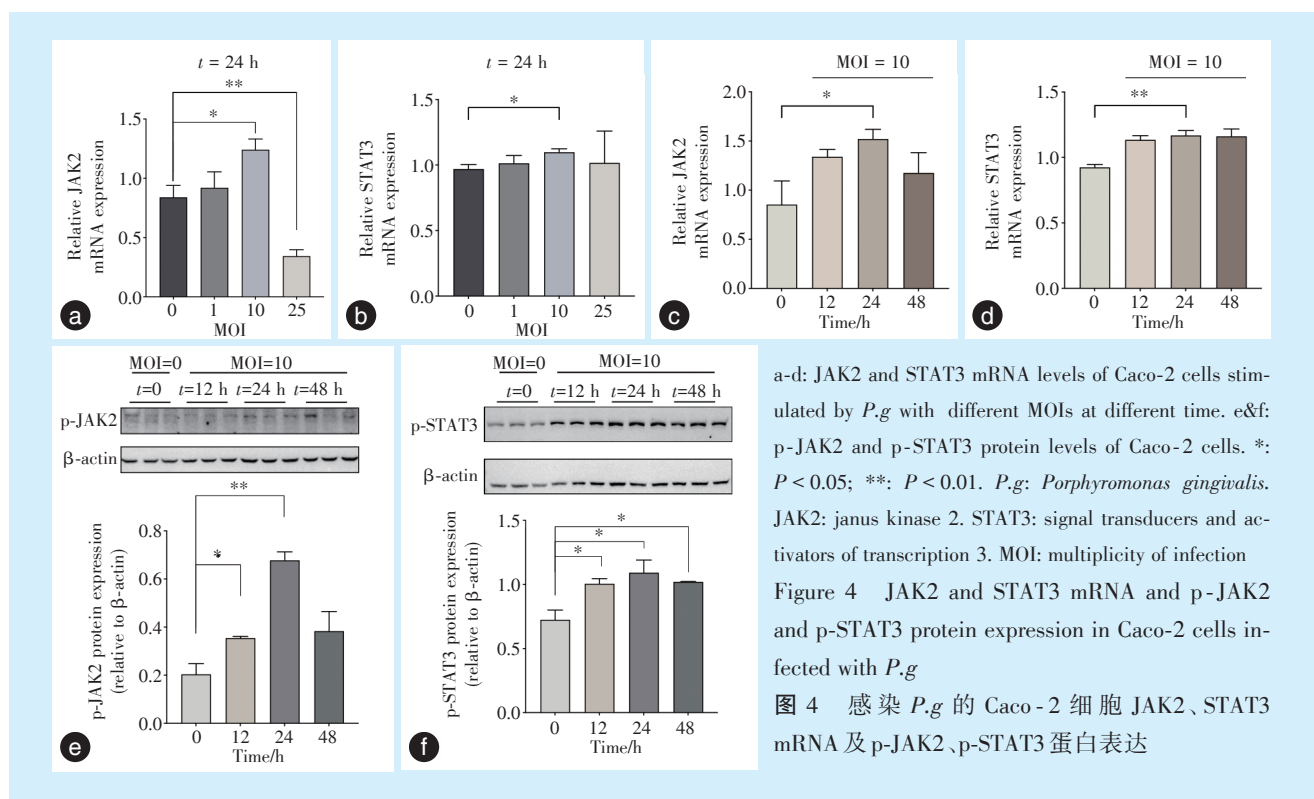 t = 24 h
**
*
Relative JAK2
mRNA expression
1.5
1.0
0.5
0.0
0 1 10 25
MOI
a
t = 24 h
*
Relative STAT3
mRNA expression
1.5
1.0
0.5
0.0
0 1 10 25
MOI
b
MOI = 10
*
Relative JAK2
mRNA expression
2.0
1.5
1.0
0.5
0.0
0 12 24 48
Time/h
c
MOI = 10
**
Relative STAT3
mRNA expression
1.5
1.0
0.5
0.0
0 12 24 48
Time/h
d
MOI=0 MOI=10
t=0 t=12 h t=24 h t=48 h
p-JAK2
β-actin
**
*
p-JAK2 protein expression
(relative to β-actin)
0.8
0.6
0.4
0.2
0.0
0 12 24 48
Time/h
e
MOI=0 MOI=10
t=0 t=12 h t=24 h t=48 h
p-STAT3
β-actin
*
*
*
p-STAT3 protein expression
(relative to β-actin)
1.5
1.0
0.5
0.0
0 12 24 48
Time/h
f
a-d: JAK2 and STAT3 mRNA levels of Caco-2 cells stim-
ulated by P.g with different MOIs at different time. e&f:
p-JAK2 and p-STAT3 protein levels of Caco-2 cells. *:
P < 0.05; **: P < 0.01. P.g: Porphyromonas gingivalis.
JAK2: janus kinase 2. STAT3: signal transducers and ac-
tivators of transcription 3. MOI: multiplicity of infection
Figure 4 JAK2 and STAT3 mRNA and p-JAK2
and p-STAT3 protein expression in Caco-2 cells in-
fected with P.g
图 4 感染 P.g 的 Caco-2 细胞 JAK2、STAT3
mRNA 及 p-JAK2、p-STAT3 蛋白表达